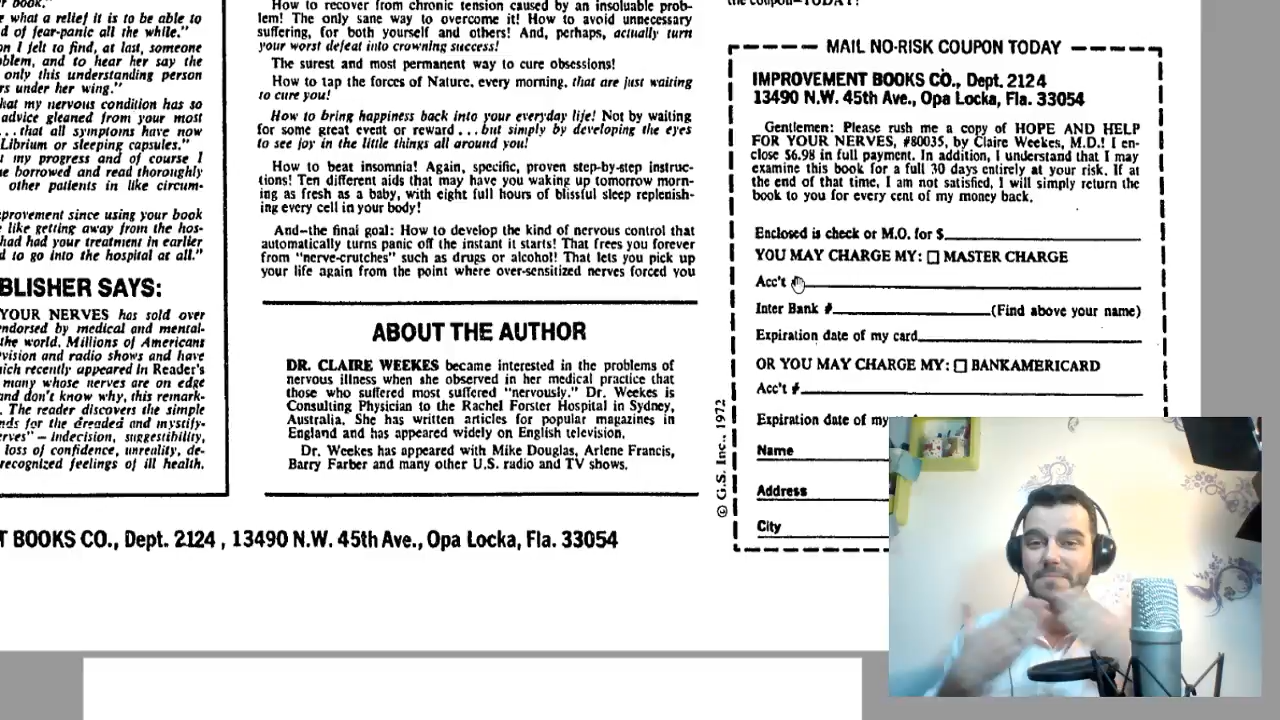 r book."
e what a relief it is to be able to
d of fear-panic all the while."
on I felt to find, at last, someone
oblem, and to hear her say the
only this understanding person
rs under her wing."
hat my nervous condition has so
advice gleaned from your most
... that all symptoms have now
Librium or sleeping capsules."
t my progress and of course I
e borrowed and read thoroughly
other patients in like circum-
provement since using your book
like getting away from the hos-
had had your treatment in earlier
d to go into the hospital at all."
BLISHER SAYS:
YOUR NERVES has sold over
endorsed by medical and mental-
the world. Millions of Americans
vision and radio shows and have
ich recently appeared in Reader's
many whose nerves are on edge
and don't know why, this remark-
. The reader discovers the simple
nds for the dreaded and mystify-
erves" — indecision, suggestibility,
loss of confidence, unreality, de-
recognized feelings of ill health.
How to recover from chronic tension caused by an insoluable prob-
lem! The only sane way to overcome it! How to avoid unnecessary
suffering, for both yourself and others! And, perhaps, actually turn
your worst defeat into crowning success!
The surest and most permanent way to cure obsessions!
How to tap the forces of Nature, every morning, that are just waiting
to cure you!
How to bring happiness back into your everyday life! Not by waiting
for some great event or reward ... but simply by developing the eyes
to see joy in the little things all around you!
How to beat insomnia! Again, specific, proven step-by-step instruc-
tions! Ten different aids that may have you waking up tomorrow morn-
ing as fresh as a baby, with eight full hours of blissful sleep replenish-
ing every cell in your body!
And—the final goal: How to develop the kind of nervous control that
automatically turns panic off the instant it starts! That frees you forever
from "nerve-crutches" such as drugs or alcohol! That lets you pick up
your life again from the point where over-sensitized nerves forced you
ABOUT THE AUTHOR
DR. CLAIRE WEEKES became interested in the problems of
nervous illness when she observed in her medical practice that
those who suffered most suffered "nervously." Dr. Weekes is
Consulting Physician to the Rachel Forster Hospital in Sydney,
Australia. She has written articles for popular magazines in
England and has appeared widely on English television.
Dr. Weekes has appeared with Mike Douglas, Arlene Francis,
Barry Farber and many other U.S. radio and TV shows.
T BOOKS CO., Dept. 2124 , 13490 N.W. 45th Ave., Opa Locka, Fla. 33054
the coupon—TODAY!
MAIL NO-RISK COUPON TODAY
IMPROVEMENT BOOKS CO., Dept. 2124
13490 N.W. 45th Ave., Opa Locka, Fla. 33054
Gentlemen: Please rush me a copy of HOPE AND HELP
FOR YOUR NERVES, #80035, by Claire Weekes, M.D.! I en-
close $6.98 in full payment. In addition, I understand that I may
examine this book for a full 30 days entirely at your risk. If at
the end of that time, I am not satisfied, I will simply return the
book to you for every cent of my money back.
Enclosed is check or M.O. for $
YOU MAY CHARGE MY: □ MASTER CHARGE
Acc't
Inter Bank # (Find above your name)
Expiration date of my card
OR YOU MAY CHARGE MY: □ BANKAMERICARD
Acc't #
Expiration date of my
Name
Address
City
© G.S. Inc., 1972